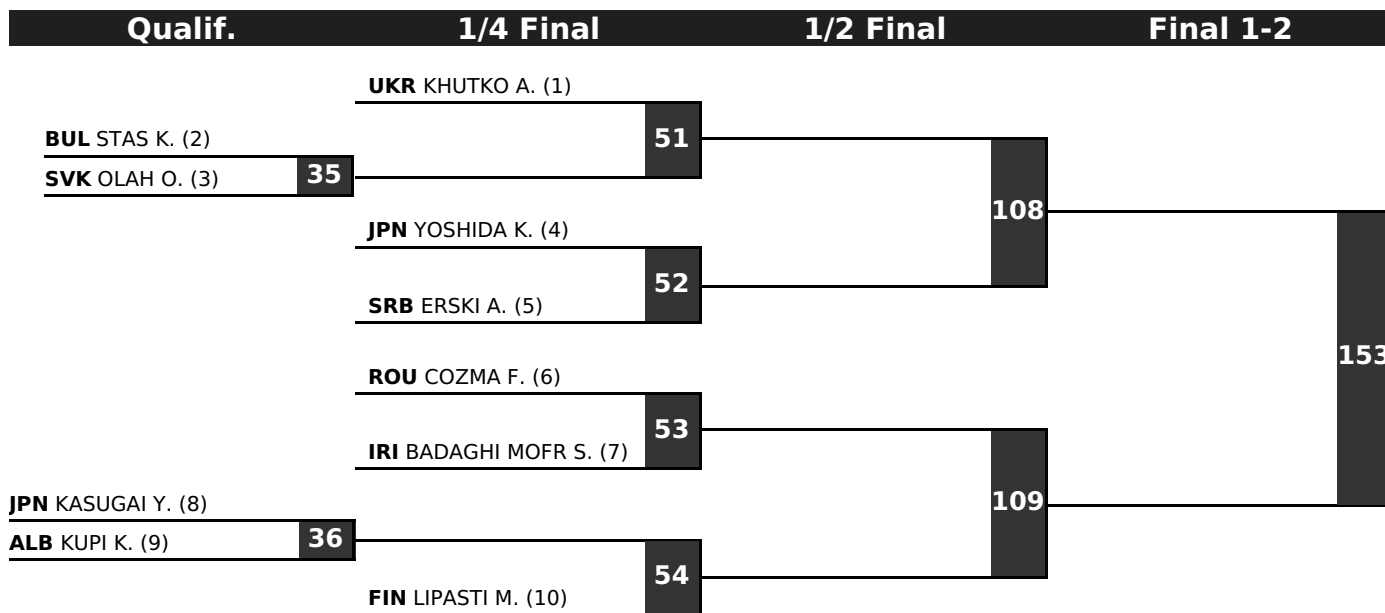 Qualif. 1/4 Final 1/2 Final Final 1-2
UKR KHUTKO A. (1)
BUL STAS K. (2)
51
SVK OLAH O. (3) 35
108
JPN YOSHIDA K. (4)
52
SRB ERSKI A. (5)
153
ROU COZMA F. (6)
53
IRI BADAGHI MOFR S. (7)
JPN KASUGAI Y. (8)
109
ALB KUPI K. (9) 36
54
FIN LIPASTI M. (10)